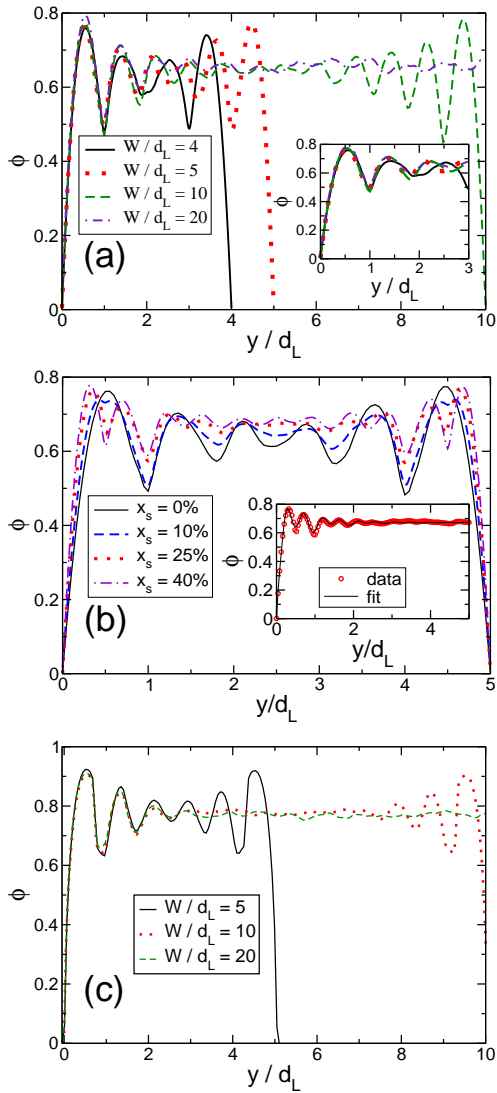 0.8
0.6
0.4
0.2
0
ϕ
W / d_L = 4
W / d_L = 5
W / d_L = 10
W / d_L = 20
(a)
0.8
0.6
0.4
0.2
0
ϕ
0 1 2 3
y / d_L
0 2 4 6 8 10
y / d_L
0.8
0.6
0.4
0.2
0
ϕ
x_s = 0%
x_s = 10%
x_s = 25%
x_s = 40%
(b)
0.8
0.6
0.4
0.2
0
ϕ
data
fit
0 2 4
y/d_L
0 1 2 3 4 5
y/d_L
1
0.8
0.6
0.4
0.2
0
ϕ
W / d_L = 5
W / d_L = 10
W / d_L = 20
(c)
0 2 4 6 8 10
y / d_L